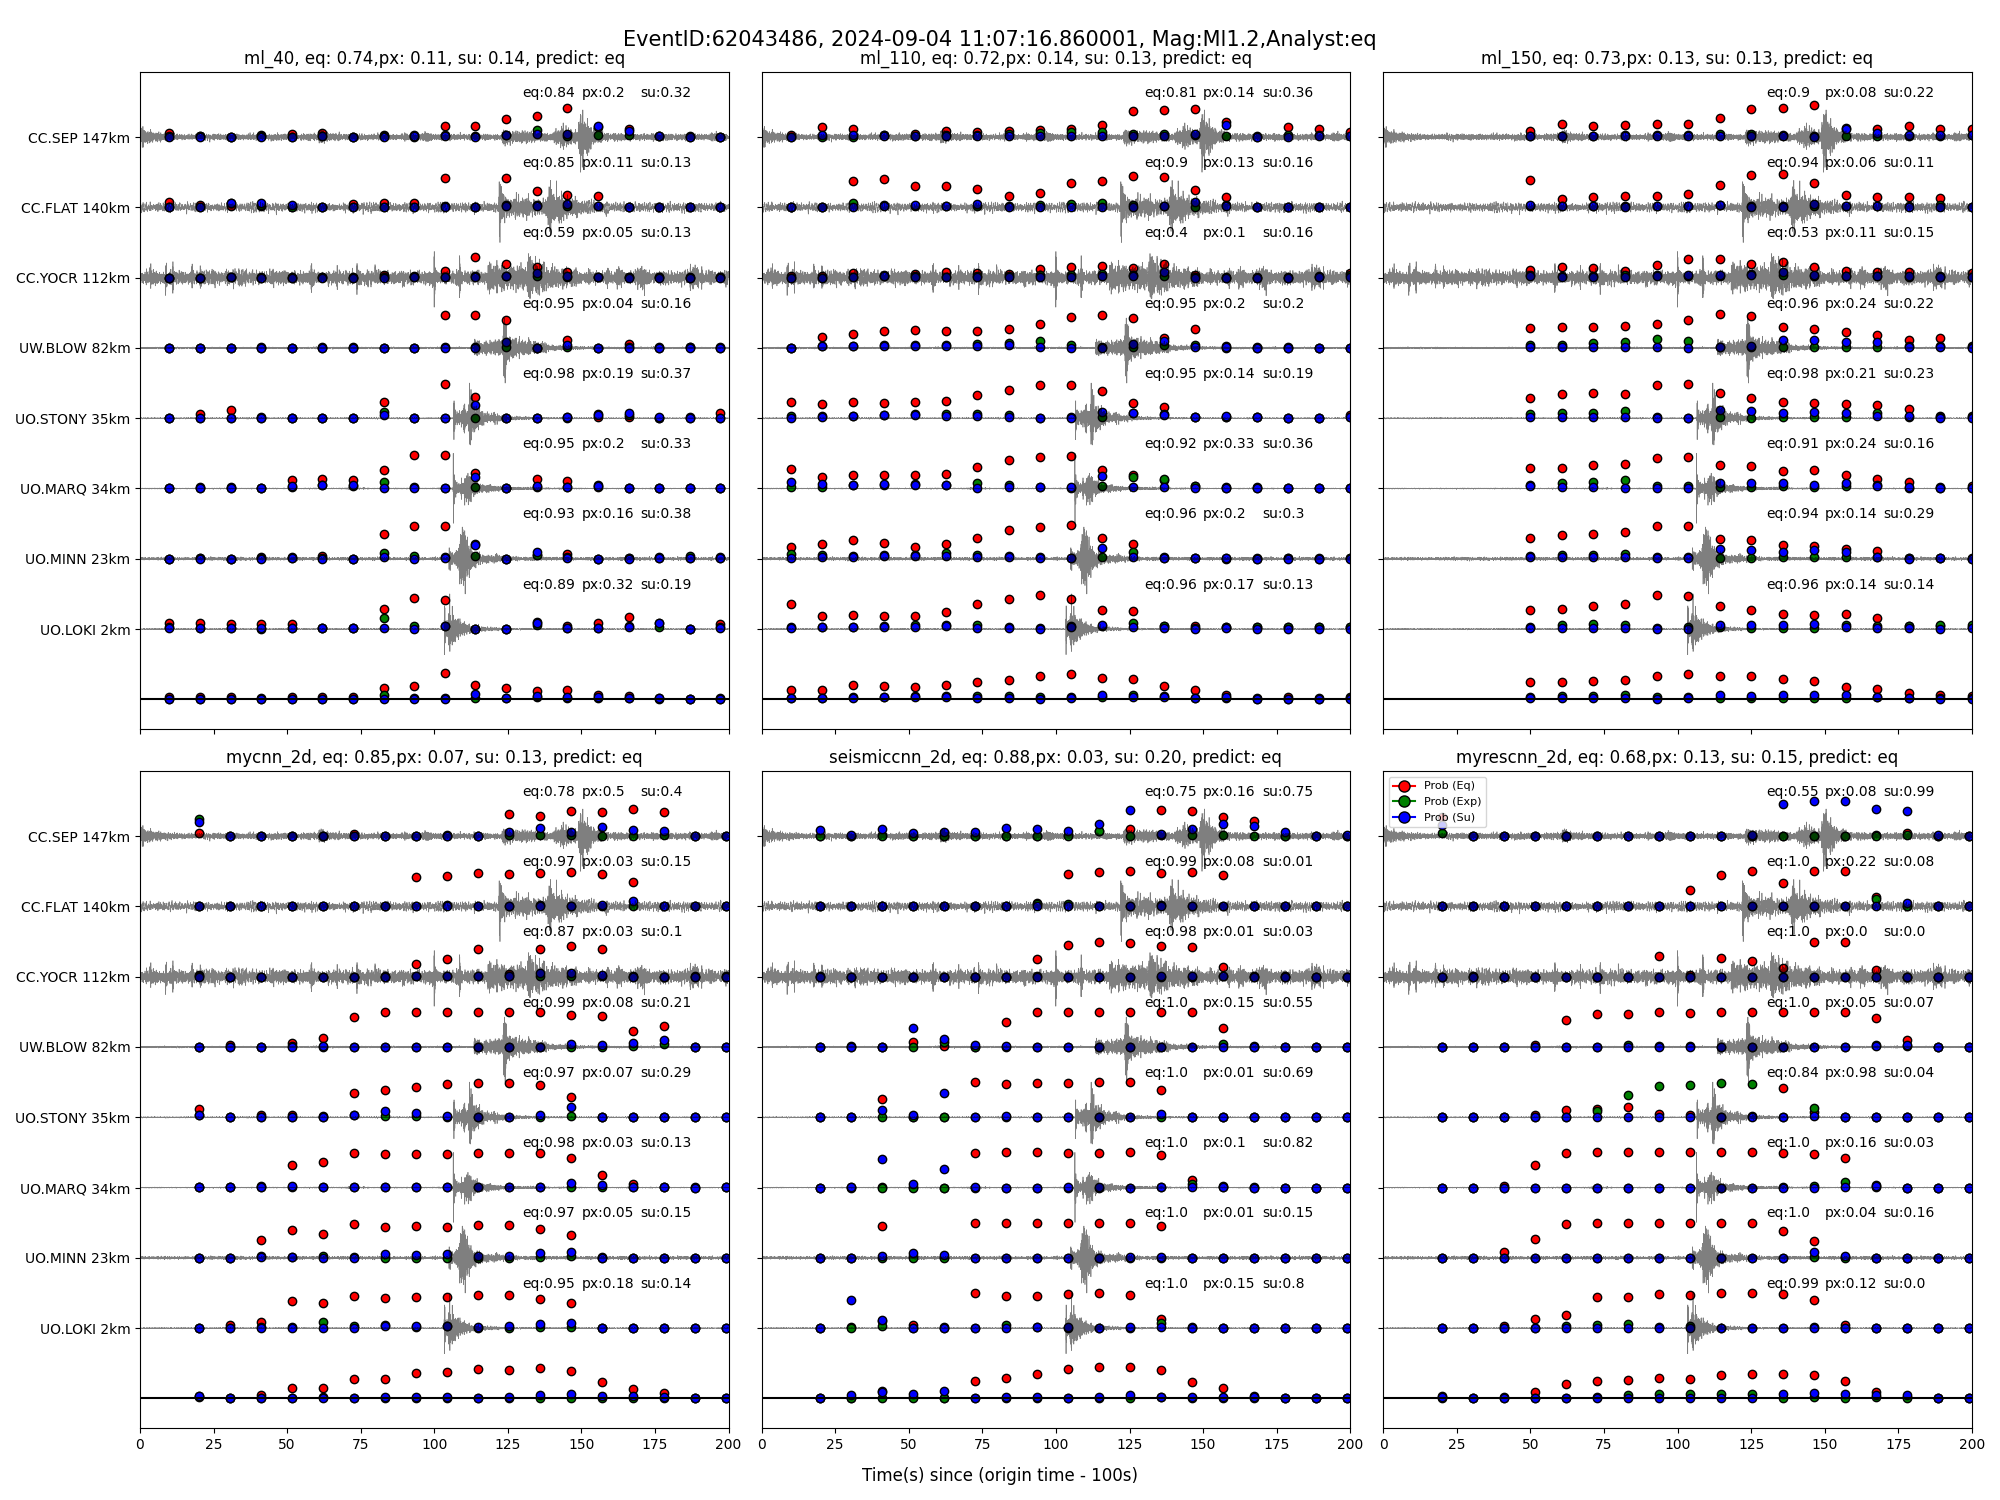 EventID:62043486, 2024-09-04 11:07:16.860001, Mag:Ml1.2,Analyst:eq
ml_40, eq: 0.74,px: 0.11, su: 0.14, predict: eq
CC.SEP 147km
eq:0.84 px:0.2 su:0.32
CC.FLAT 140km
eq:0.85 px:0.11 su:0.13
CC.YOCR 112km
eq:0.59 px:0.05 su:0.13
UW.BLOW 82km
eq:0.95 px:0.04 su:0.16
UO.STONY 35km
eq:0.98 px:0.19 su:0.37
UO.MARQ 34km
eq:0.95 px:0.2 su:0.33
UO.MINN 23km
eq:0.93 px:0.16 su:0.38
UO.LOKI 2km
eq:0.89 px:0.32 su:0.19
ml_110, eq: 0.72,px: 0.14, su: 0.13, predict: eq
eq:0.81 px:0.14 su:0.36
eq:0.9 px:0.13 su:0.16
eq:0.4 px:0.1 su:0.16
eq:0.95 px:0.2 su:0.2
eq:0.95 px:0.14 su:0.19
eq:0.92 px:0.33 su:0.36
eq:0.96 px:0.2 su:0.3
eq:0.96 px:0.17 su:0.13
ml_150, eq: 0.73,px: 0.13, su: 0.13, predict: eq
eq:0.9 px:0.08 su:0.22
eq:0.94 px:0.06 su:0.11
eq:0.53 px:0.11 su:0.15
eq:0.96 px:0.24 su:0.22
eq:0.98 px:0.21 su:0.23
eq:0.91 px:0.24 su:0.16
eq:0.94 px:0.14 su:0.29
eq:0.96 px:0.14 su:0.14
mycnn_2d, eq: 0.85,px: 0.07, su: 0.13, predict: eq
CC.SEP 147km
eq:0.78 px:0.5 su:0.4
CC.FLAT 140km
eq:0.97 px:0.03 su:0.15
CC.YOCR 112km
eq:0.87 px:0.03 su:0.1
UW.BLOW 82km
eq:0.99 px:0.08 su:0.21
UO.STONY 35km
eq:0.97 px:0.07 su:0.29
UO.MARQ 34km
eq:0.98 px:0.03 su:0.13
UO.MINN 23km
eq:0.97 px:0.05 su:0.15
UO.LOKI 2km
eq:0.95 px:0.18 su:0.14
0 25 50 75 100 125 150 175 200
seismiccnn_2d, eq: 0.88,px: 0.03, su: 0.20, predict: eq
eq:0.75 px:0.16 su:0.75
eq:0.99 px:0.08 su:0.01
eq:0.98 px:0.01 su:0.03
eq:1.0 px:0.15 su:0.55
eq:1.0 px:0.01 su:0.69
eq:1.0 px:0.1 su:0.82
eq:1.0 px:0.01 su:0.15
eq:1.0 px:0.15 su:0.8
0 25 50 75 100 125 150 175 200
myrescnn_2d, eq: 0.68,px: 0.13, su: 0.15, predict: eq
Prob (Eq)
Prob (Exp)
Prob (Su)
eq:0.55 px:0.08 su:0.99
eq:1.0 px:0.22 su:0.08
eq:1.0 px:0.0 su:0.0
eq:1.0 px:0.05 su:0.07
eq:0.84 px:0.98 su:0.04
eq:1.0 px:0.16 su:0.03
eq:1.0 px:0.04 su:0.16
eq:0.99 px:0.12 su:0.0
0 25 50 75 100 125 150 175 200
Time(s) since (origin time - 100s)